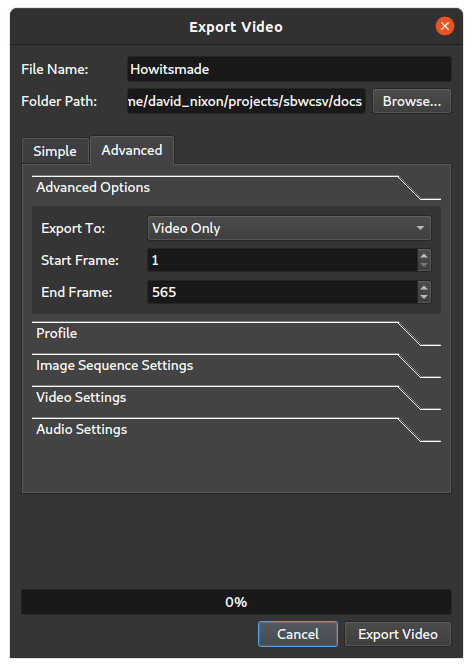 Export Video
File Name: Howitsmade
Folder Path: me/david_nixon/projects/sbwcsv/docs Browse...
Simple Advanced
Advanced Options
Export To: Video Only
Start Frame: 1
End Frame: 565
Profile
Image Sequence Settings
Video Settings
Audio Settings
0%
Cancel Export Video